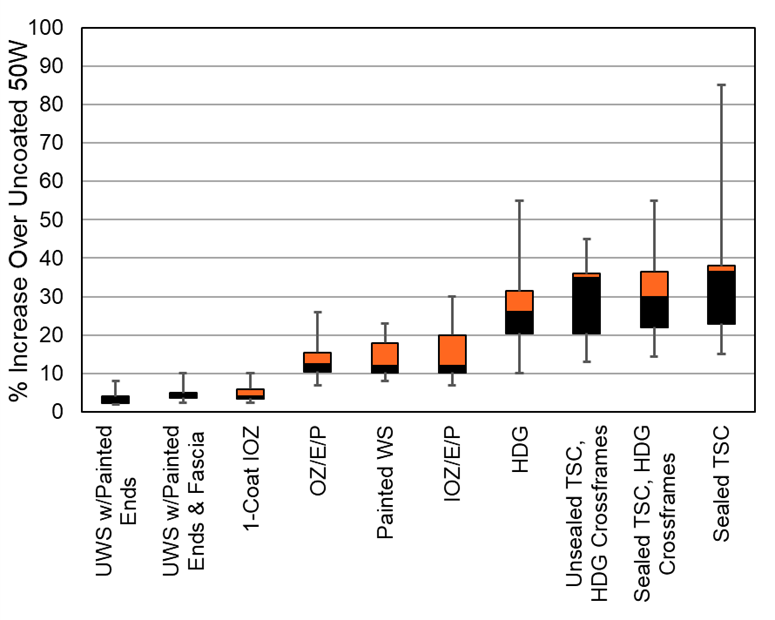 % Increase Over Uncoated 50W
100
90
80
70
60
50
40
30
20
10
0
UWS w/Painted
Ends
UWS w/Painted
Ends & Fascia
1-Coat IOZ
OZ/E/P
Painted WS
IOZ/E/P
HDG
Unsealed TSC,
HDG Crossframes
Sealed TSC, HDG
Crossframes
Sealed TSC